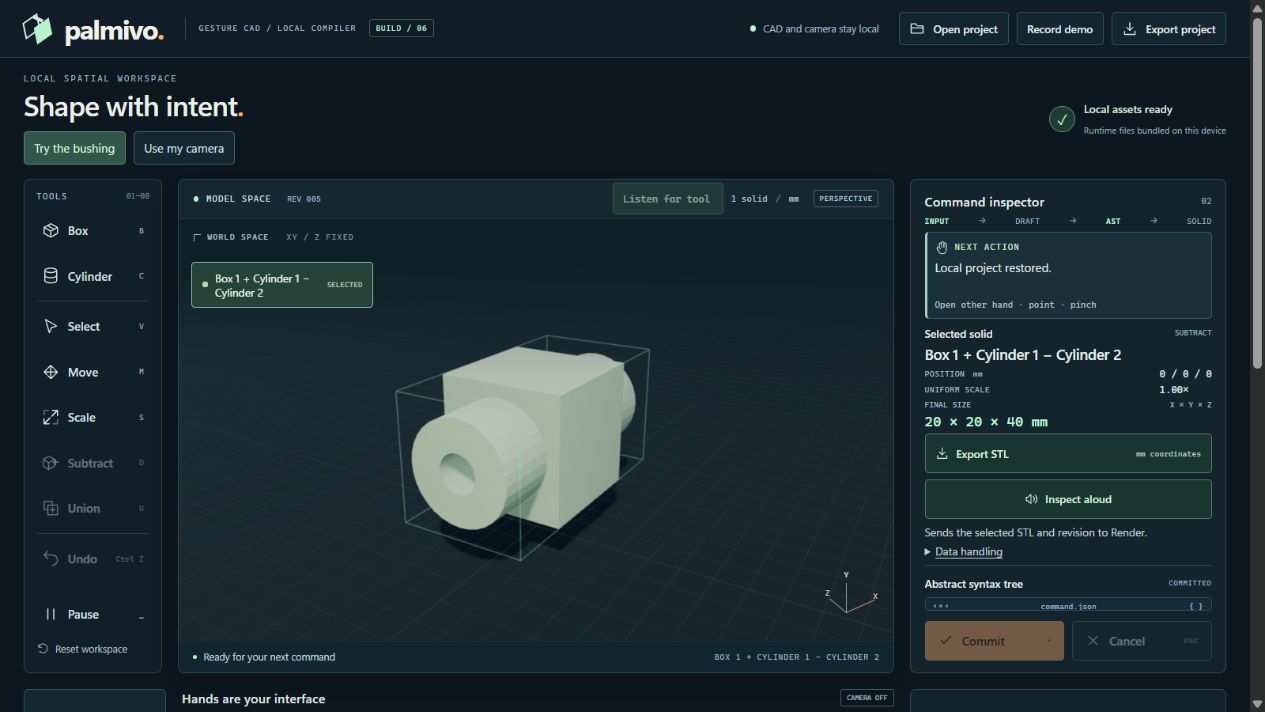 palmivo.
GESTURE CAD / LOCAL COMPILER
BUILD / 06
CAD and camera stay local
Open project
Record demo
Export project
LOCAL SPATIAL WORKSPACE
Shape with intent.
Local assets ready
Runtime files bundled on this device
Try the bushing
Use my camera
TOOLS 01—08
Box B
Cylinder C
Select V
Move M
Scale S
Subtract D
Union U
Undo Ctrl Z
Pause
Reset workspace
MODEL SPACE REV 005
Listen for tool
1 solid / mm
PERSPECTIVE
WORLD SPACE XY / Z FIXED
Box 1 + Cylinder 1 −
Cylinder 2
SELECTED
Y
Z
X
Ready for your next command
BOX 1 + CYLINDER 1 − CYLINDER 2
Command inspector 02
INPUT → DRAFT → AST → SOLID
NEXT ACTION
Local project restored.
Open other hand · point · pinch
Selected solid SUBTRACT
Box 1 + Cylinder 1 − Cylinder 2
POSITION mm 0 / 0 / 0
UNIFORM SCALE 1.00×
FINAL SIZE X × Y × Z
20 × 20 × 40 mm
Export STL mm coordinates
Inspect aloud
Sends the selected STL and revision to Render.
Data handling
Abstract syntax tree COMMITTED
command.json { }
Commit
Cancel esc
Hands are your interface
CAMERA OFF